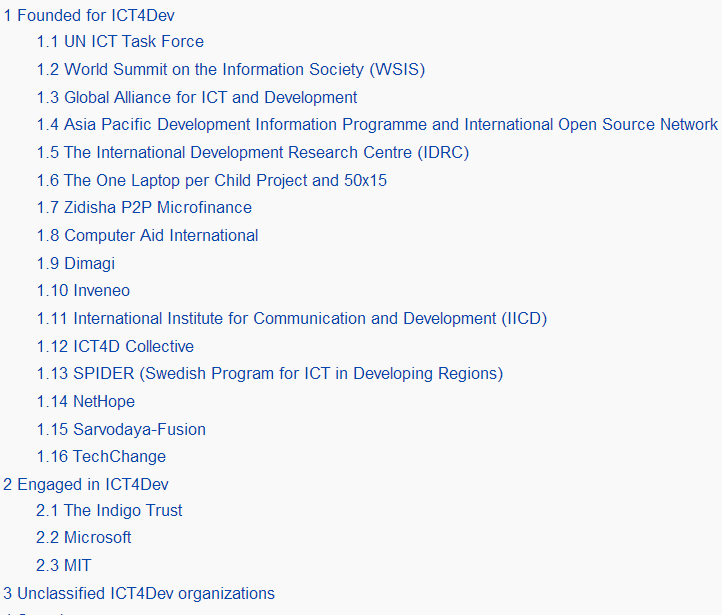 1 Founded for ICT4Dev
1.1 UN ICT Task Force
1.2 World Summit on the Information Society (WSIS)
1.3 Global Alliance for ICT and Development
1.4 Asia Pacific Development Information Programme and International Open Source Network
1.5 The International Development Research Centre (IDRC)
1.6 The One Laptop per Child Project and 50x15
1.7 Zidisha P2P Microfinance
1.8 Computer Aid International
1.9 Dimagi
1.10 Inveneo
1.11 International Institute for Communication and Development (IICD)
1.12 ICT4D Collective
1.13 SPIDER (Swedish Program for ICT in Developing Regions)
1.14 NetHope
1.15 Sarvodaya-Fusion
1.16 TechChange
2 Engaged in ICT4Dev
2.1 The Indigo Trust
2.2 Microsoft
2.3 MIT
3 Unclassified ICT4Dev organizations